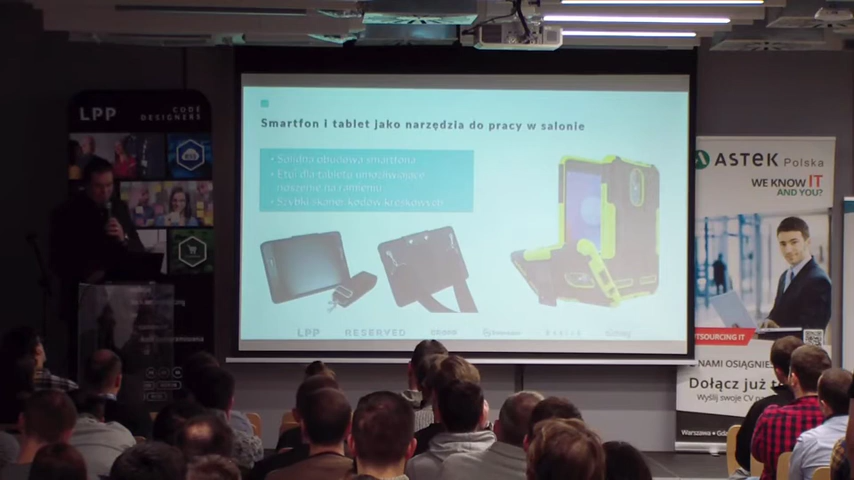 LPP
CODE
DESIGNERS
Smartfon i tablet jako narzędzia do pracy w salonie
• Solidna obudowa smartfona
• Etui dla tabletu umożliwiające
noszenie na ramieniu
• Szybki skaner kodów kreskowych
LPP
RESERVED
ASTEK Polska
WE KNOW IT
AND YOU?
OUTSOURCING IT
NAMI OSIĄGNIE
Dołącz już
Wyślij swoje CV na
Warszawa •